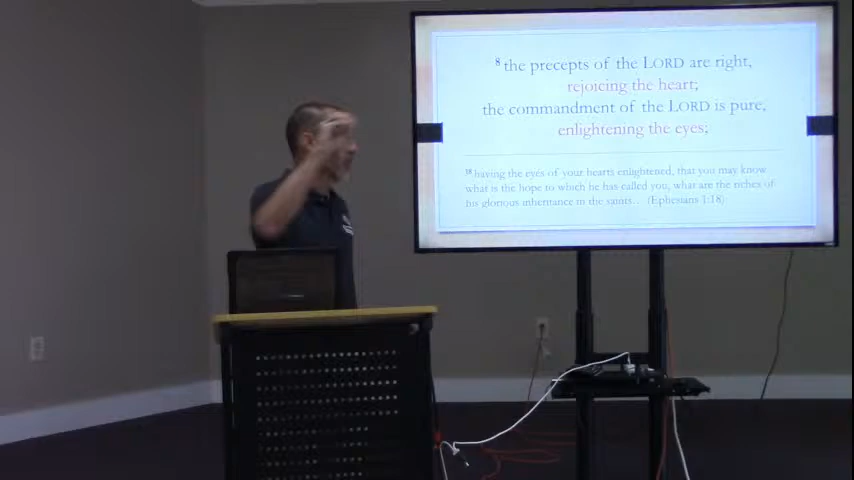 8 the precepts of the LORD are right,
rejoicing the heart;
the commandment of the LORD is pure,
enlightening the eyes;
18 having the eyes of your hearts enlightened, that you may know
what is the hope to which he has called you, what are the riches of
his glorious inheritance in the saints… (Ephesians 1:18)